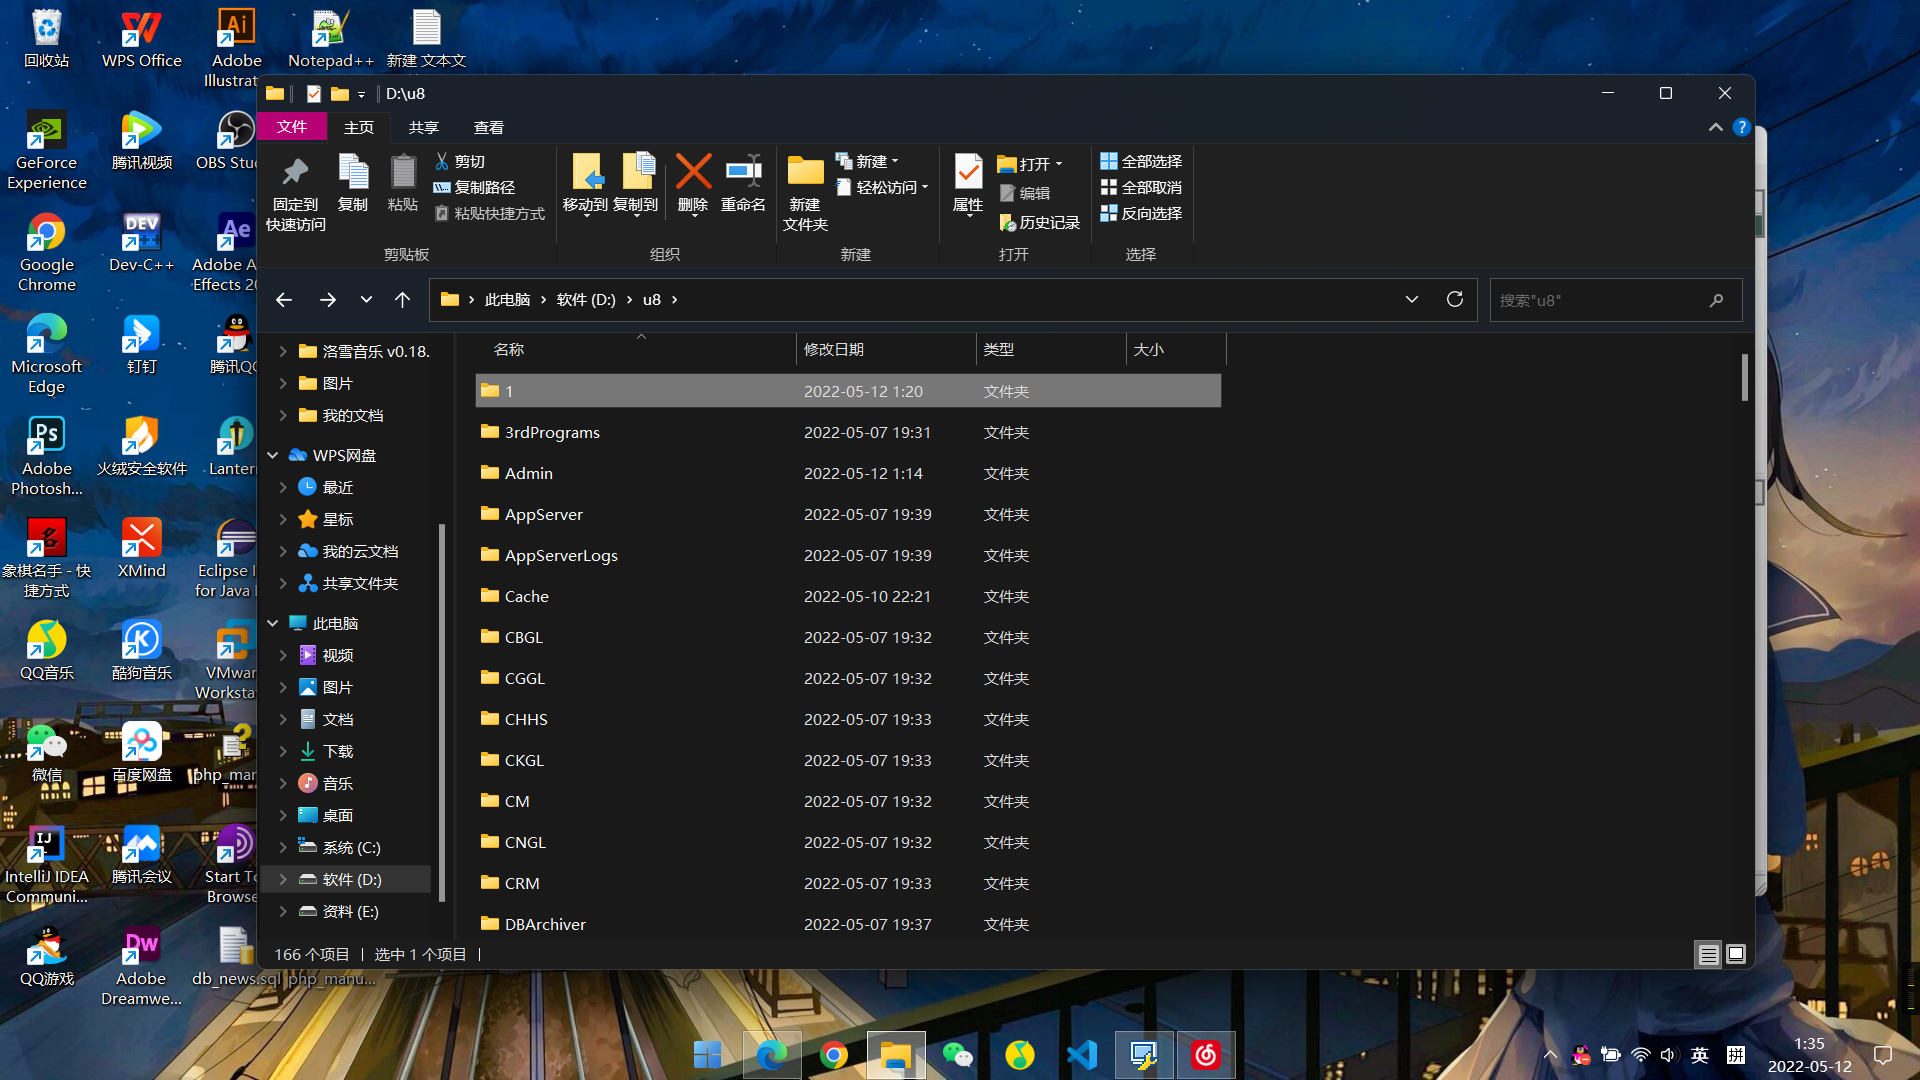 回收站
WPS Office
Adobe
Illustrat
Notepad++
新建 文本文
GeForce
Experience
腾讯视频
OBS Stu
Google
Chrome
Dev-C++
Adobe A
Effects 20
Microsoft
Edge
钉钉
腾讯QQ
Adobe
Photosh...
火绒安全软件
Lantern
象棋名手 - 快
捷方式
XMind
Eclipse I
for Java
QQ音乐
酷狗音乐
VMwar
Workstat
微信
百度网盘
php_man
IntelliJ IDEA
Communi...
腾讯会议
Start To
Browse
QQ游戏
Adobe
Dreamwe...
db_news.sql
php_manu...
D:\u8
文件
主页
共享
查看
固定到
快速访问
复制
粘贴
剪切
复制路径
粘贴快捷方式
剪贴板
移动到
复制到
删除
重命名
组织
新建
文件夹
新建
轻松访问
新建
属性
打开
编辑
历史记录
打开
全部选择
全部取消
反向选择
选择
此电脑
软件 (D:)
u8
搜索"u8"
洛雪音乐 v0.18.
图片
我的文档
WPS网盘
最近
星标
我的云文档
共享文件夹
此电脑
视频
图片
文档
下载
音乐
桌面
系统 (C:)
软件 (D:)
资料 (E:)
名称 修改日期 类型 大小
1 2022-05-12 1:20 文件夹
3rdPrograms 2022-05-07 19:31 文件夹
Admin 2022-05-12 1:14 文件夹
AppServer 2022-05-07 19:39 文件夹
AppServerLogs 2022-05-07 19:39 文件夹
Cache 2022-05-10 22:21 文件夹
CBGL 2022-05-07 19:32 文件夹
CGGL 2022-05-07 19:32 文件夹
CHHS 2022-05-07 19:33 文件夹
CKGL 2022-05-07 19:33 文件夹
CM 2022-05-07 19:32 文件夹
CNGL 2022-05-07 19:32 文件夹
CRM 2022-05-07 19:33 文件夹
DBArchiver 2022-05-07 19:37 文件夹
166 个项目
选中 1 个项目
英
拼
1:35
2022-05-12